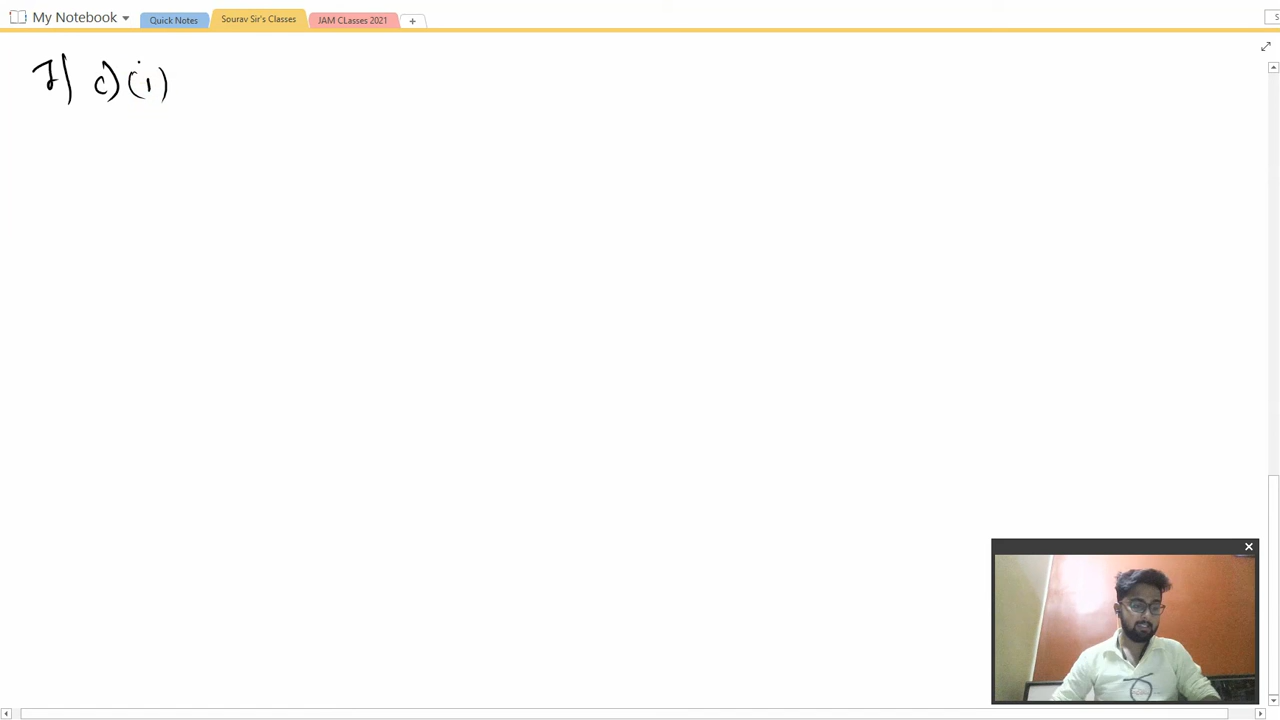 My Notebook
Quick Notes
Sourav Sir's Classes
JAM CLasses 2021
7) c) (i)